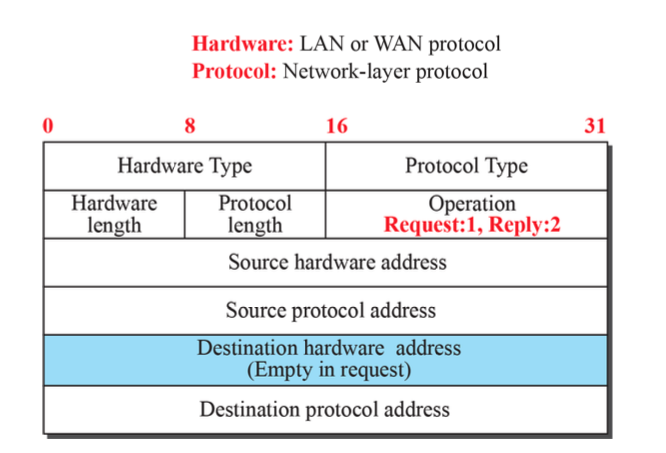 Hardware: LAN or WAN protocol
Protocol: Network-layer protocol
0 8 16 31
Hardware Type Protocol Type
Hardware length Protocol length Operation
Request:1, Reply:2
Source hardware address
Source protocol address
Destination hardware address
(Empty in request)
Destination protocol address